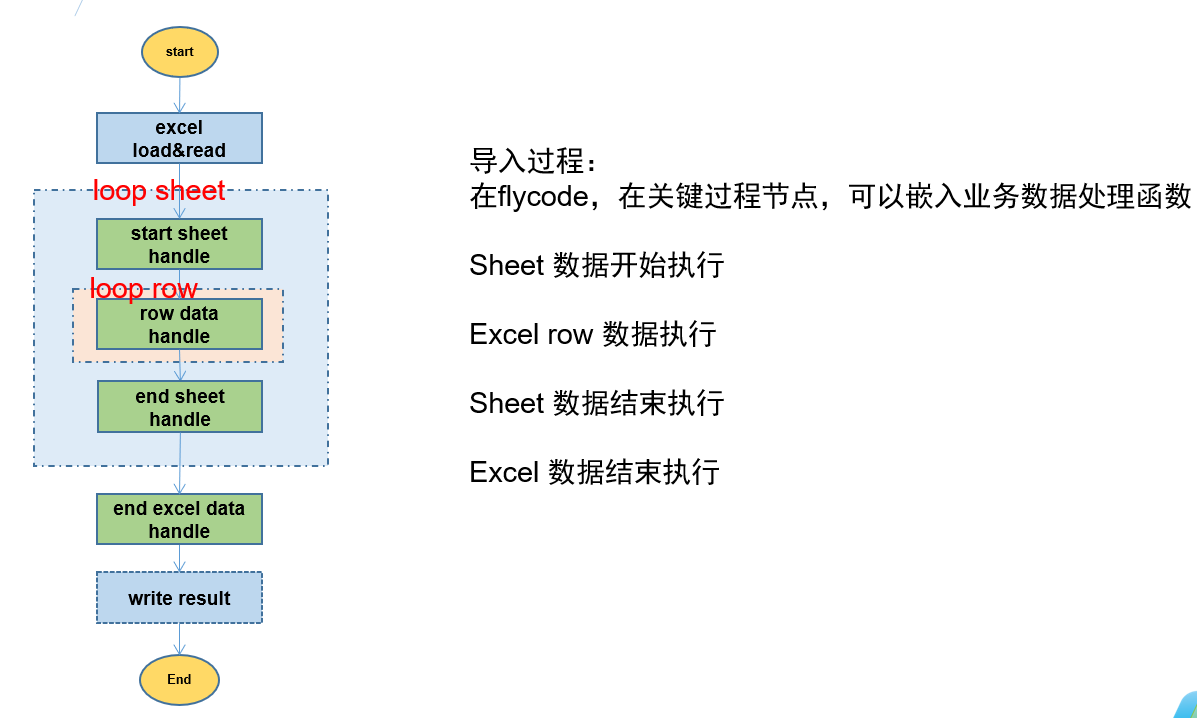 start
excel
load&read
loop sheet
start sheet
handle
loop row
row data
handle
end sheet
handle
end excel data
handle
write result
End
导入过程：
在flycode，在关键过程节点，可以嵌入业务数据处理函数
Sheet 数据开始执行
Excel row 数据执行
Sheet 数据结束执行
Excel 数据结束执行